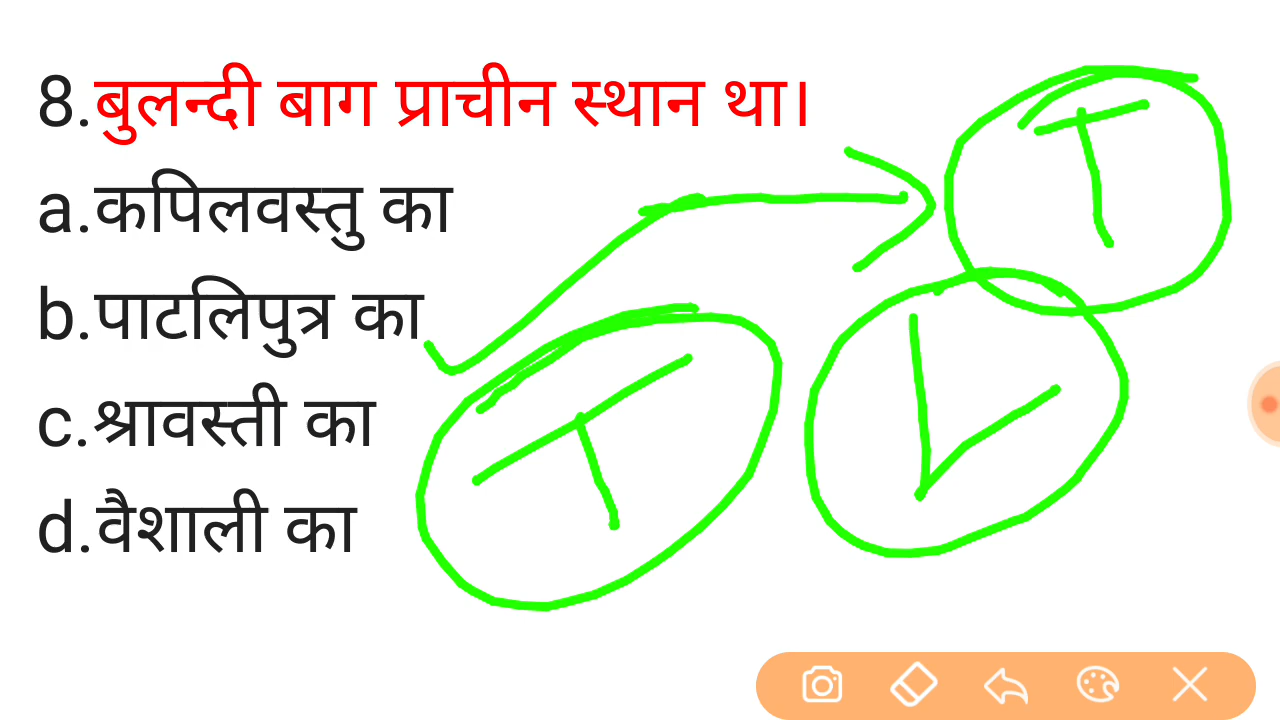 8.बुलन्दी बाग प्राचीन स्थान था।
a.कपिलवस्तु का
b.पाटलिपुत्र का
c.श्रावस्ती का
d.वैशाली का
T
T
L